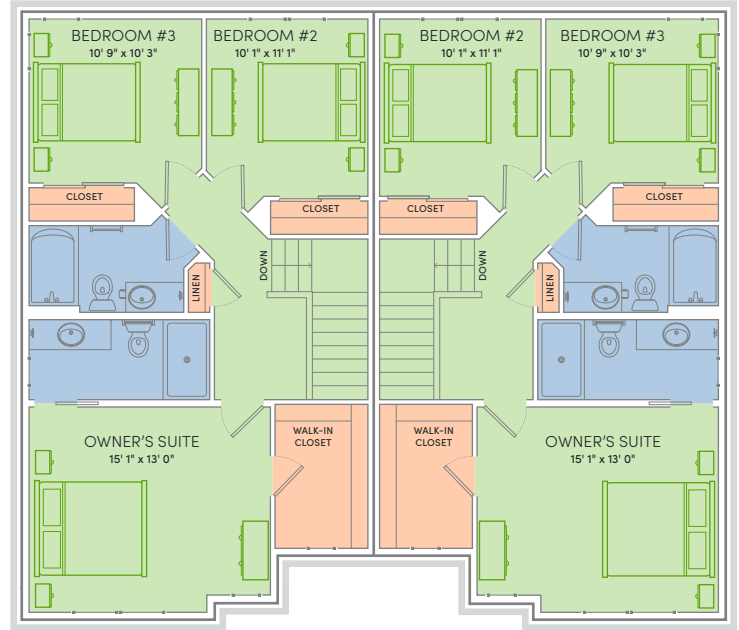 BEDROOM #3
10' 9" x 10' 3"
BEDROOM #2
10' 1" x 11' 1"
BEDROOM #2
10' 1" x 11' 1"
BEDROOM #3
10' 9" x 10' 3"
CLOSET
CLOSET
CLOSET
CLOSET
DOWN
DOWN
LINEN
LINEN
WALK-IN
CLOSET
WALK-IN
CLOSET
OWNER'S SUITE
15' 1" x 13' 0"
OWNER'S SUITE
15' 1" x 13' 0"